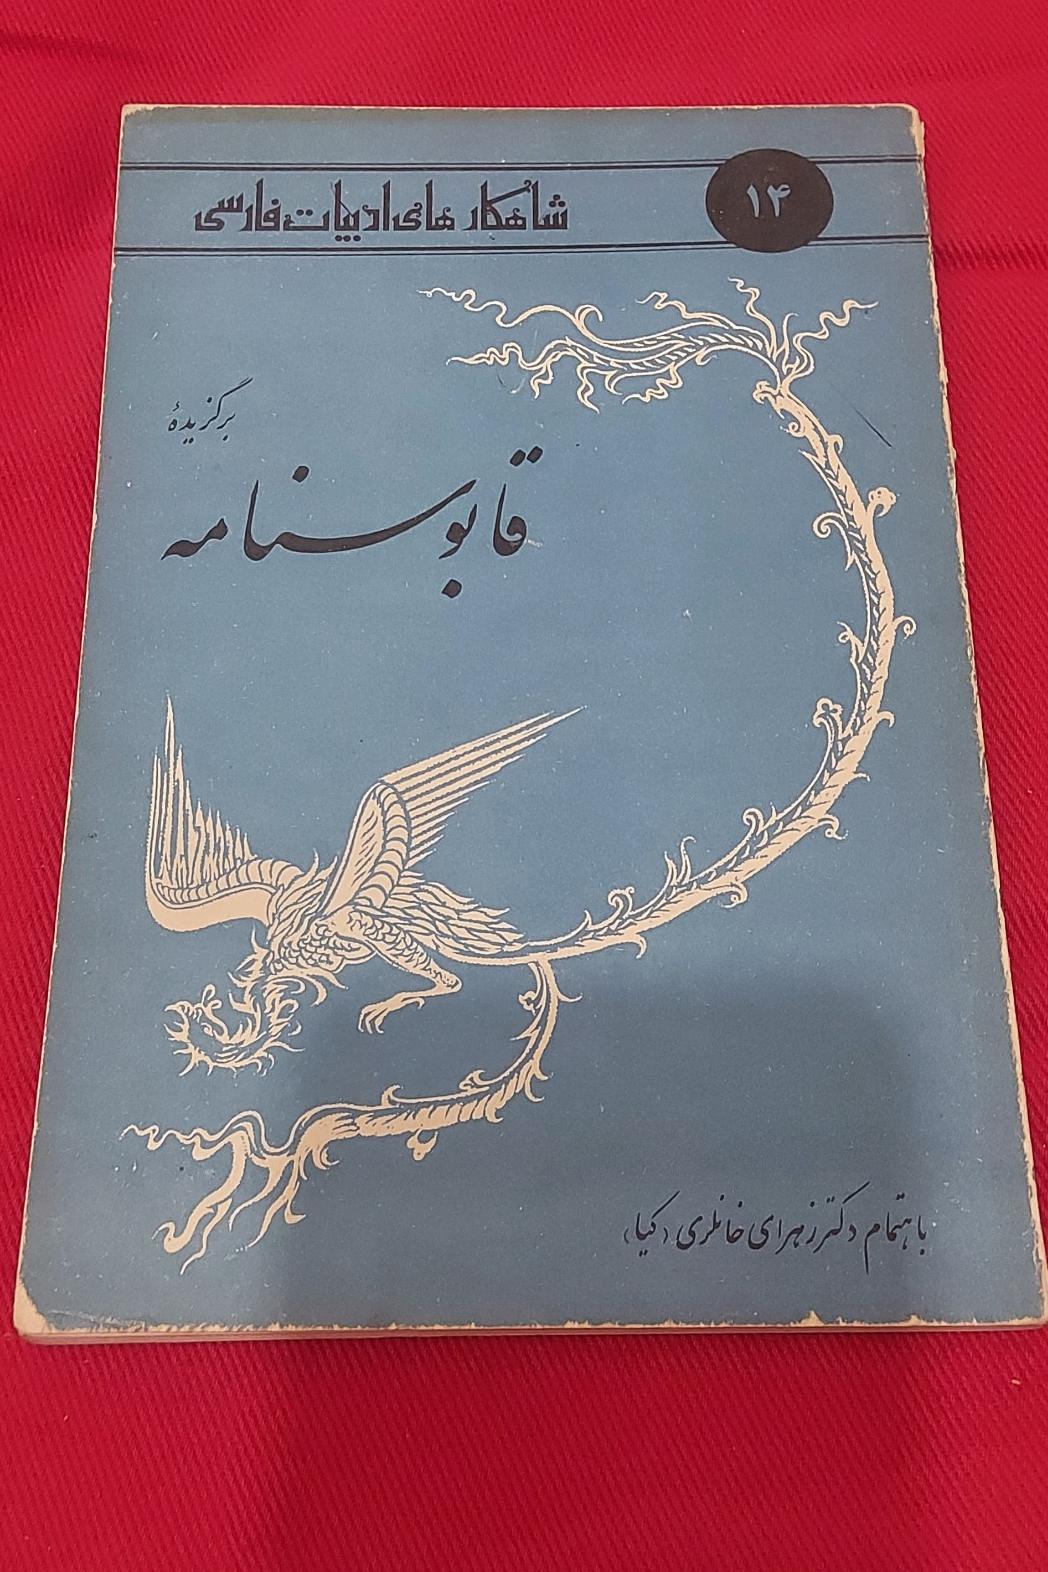 ۱۴
شاهکارهای ادبیات فارسی
برگزیدهٔ
قابوسنامه
باهتمام دکتر زهرای خانلری (کیا)